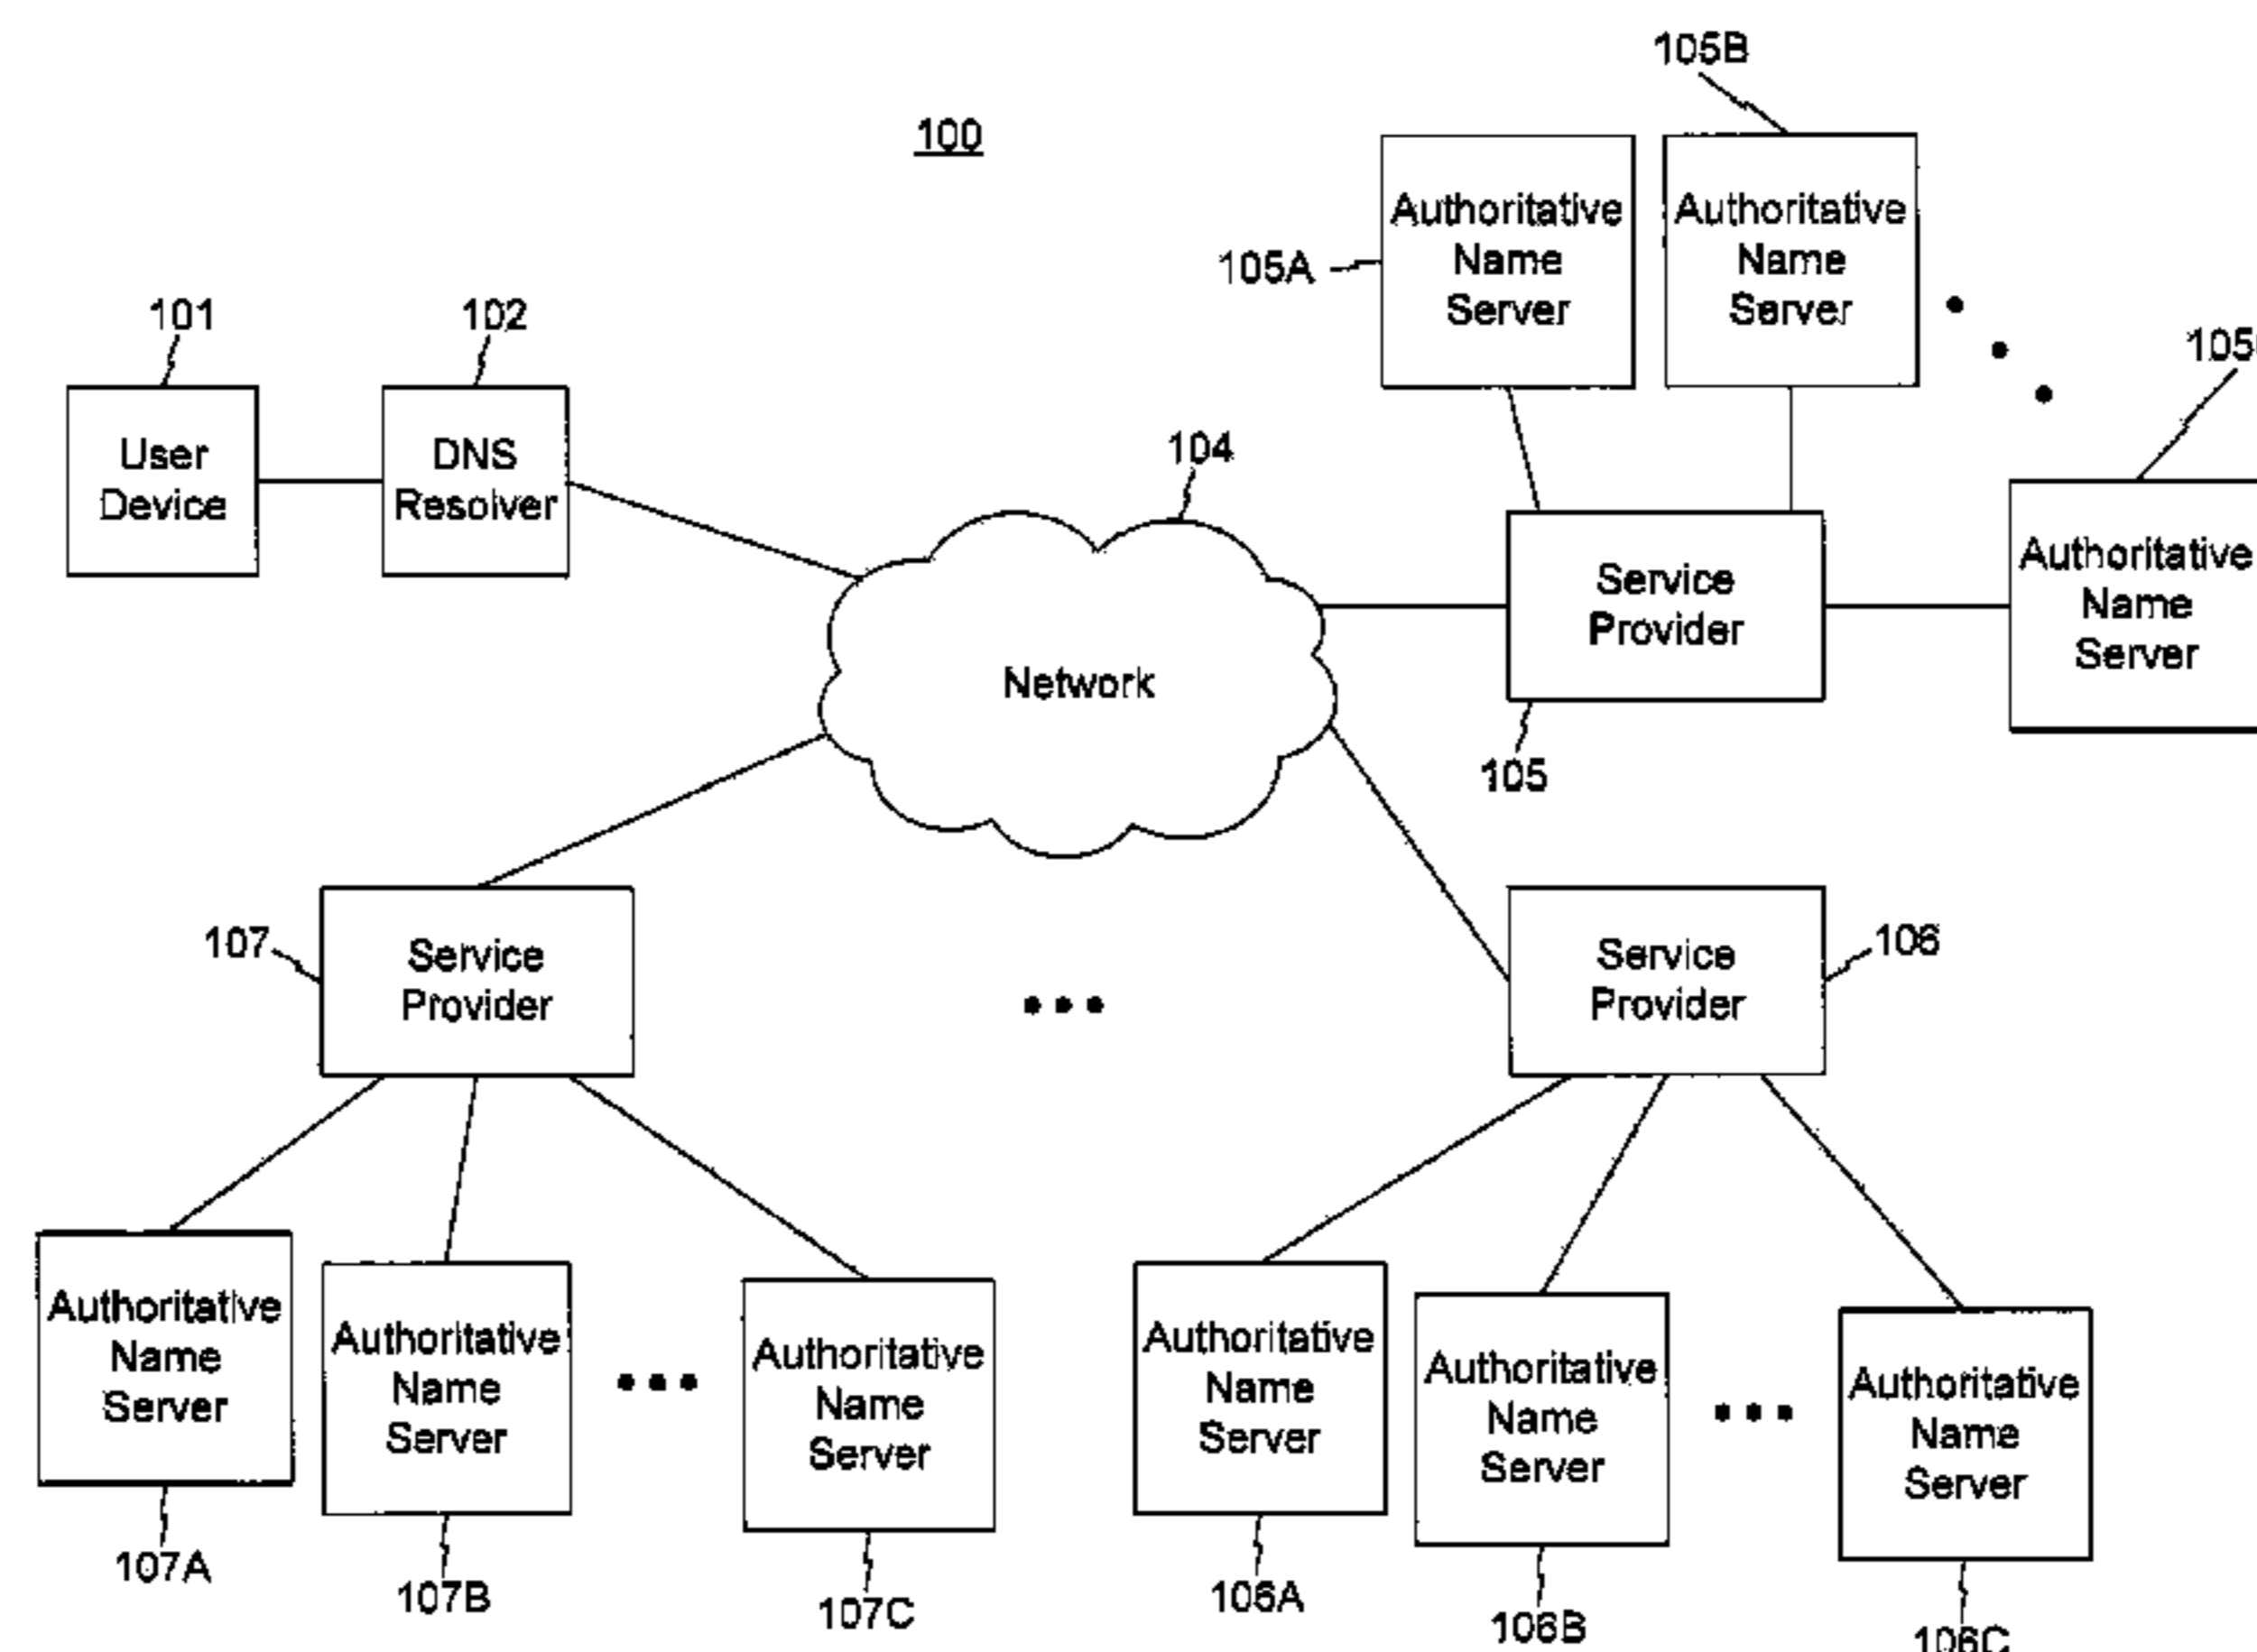 105B
100
Authoritative
Name
Server
Authoritative
Name
Server
105A
101
102
User
Device
DNS
Resolver
104
Network
Service
Provider
105
Authoritative
Name
Server
107
Service
Provider
Service
Provider
106
Authoritative
Name
Server
Authoritative
Name
Server
Authoritative
Name
Server
Authoritative
Name
Server
Authoritative
Name
Server
Authoritative
Name
Server
107A
107B
107C
106A
106B
106C